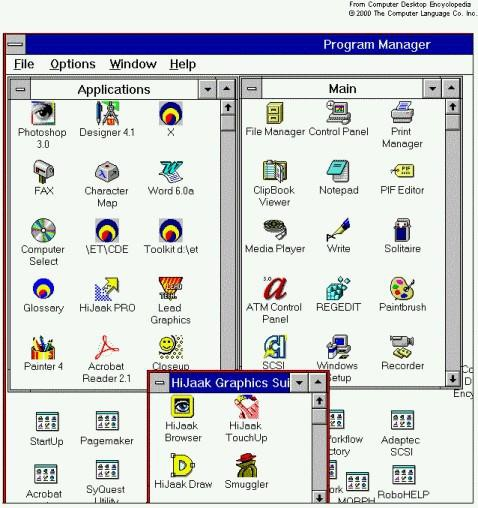 From Computer Desktop Encyclopedia
© 2000 The Computer Language Co. Inc.
Program Manager
File Options Window Help
Applications
Photoshop 3.0
Designer 4.1
X
FAX
Character Map
Word 6.0a
Computer Select
\ET\CDE
Toolkit d:\et
Glossary
HiJaak PRO
Lead Graphics
Painter 4
Acrobat Reader 2.1
Closeup
Main
File Manager
Control Panel
Print Manager
ClipBook Viewer
Notepad
PIF Editor
Media Player
Write
Solitaire
ATM Control Panel
REGEDIT
Paintbrush
SCSI
Windows Setup
Recorder
HiJaak Graphics Sui
HiJaak Browser
HiJaak TouchUp
HiJaak Draw
Smuggler
StartUp
Pagemaker
Acrobat
SyQuest Utility
orkflow
ctory
Adaptec SCSI
ork
MORPH
RoboHELP
Co
D
Ency